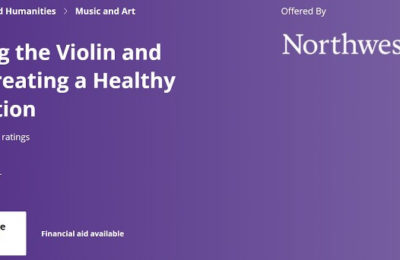 d Humanities > Music and Art
Offered By
g the Violin and
Northwes
reating a Healthy
tion
ratings
e
Financial aid available